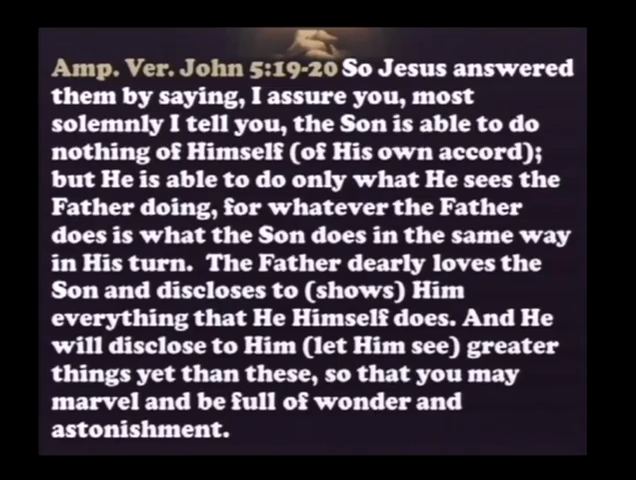 Amp. Ver. John 5:19-20 So Jesus answered
them by saying, I assure you, most
solemnly I tell you, the Son is able to do
nothing of Himself (of His own accord);
but He is able to do only what He sees the
Father doing, for whatever the Father
does is what the Son does in the same way
in His turn. The Father dearly loves the
Son and discloses to (shows) Him
everything that He Himself does. And He
will disclose to Him (let Him see) greater
things yet than these, so that you may
marvel and be full of wonder and
astonishment.